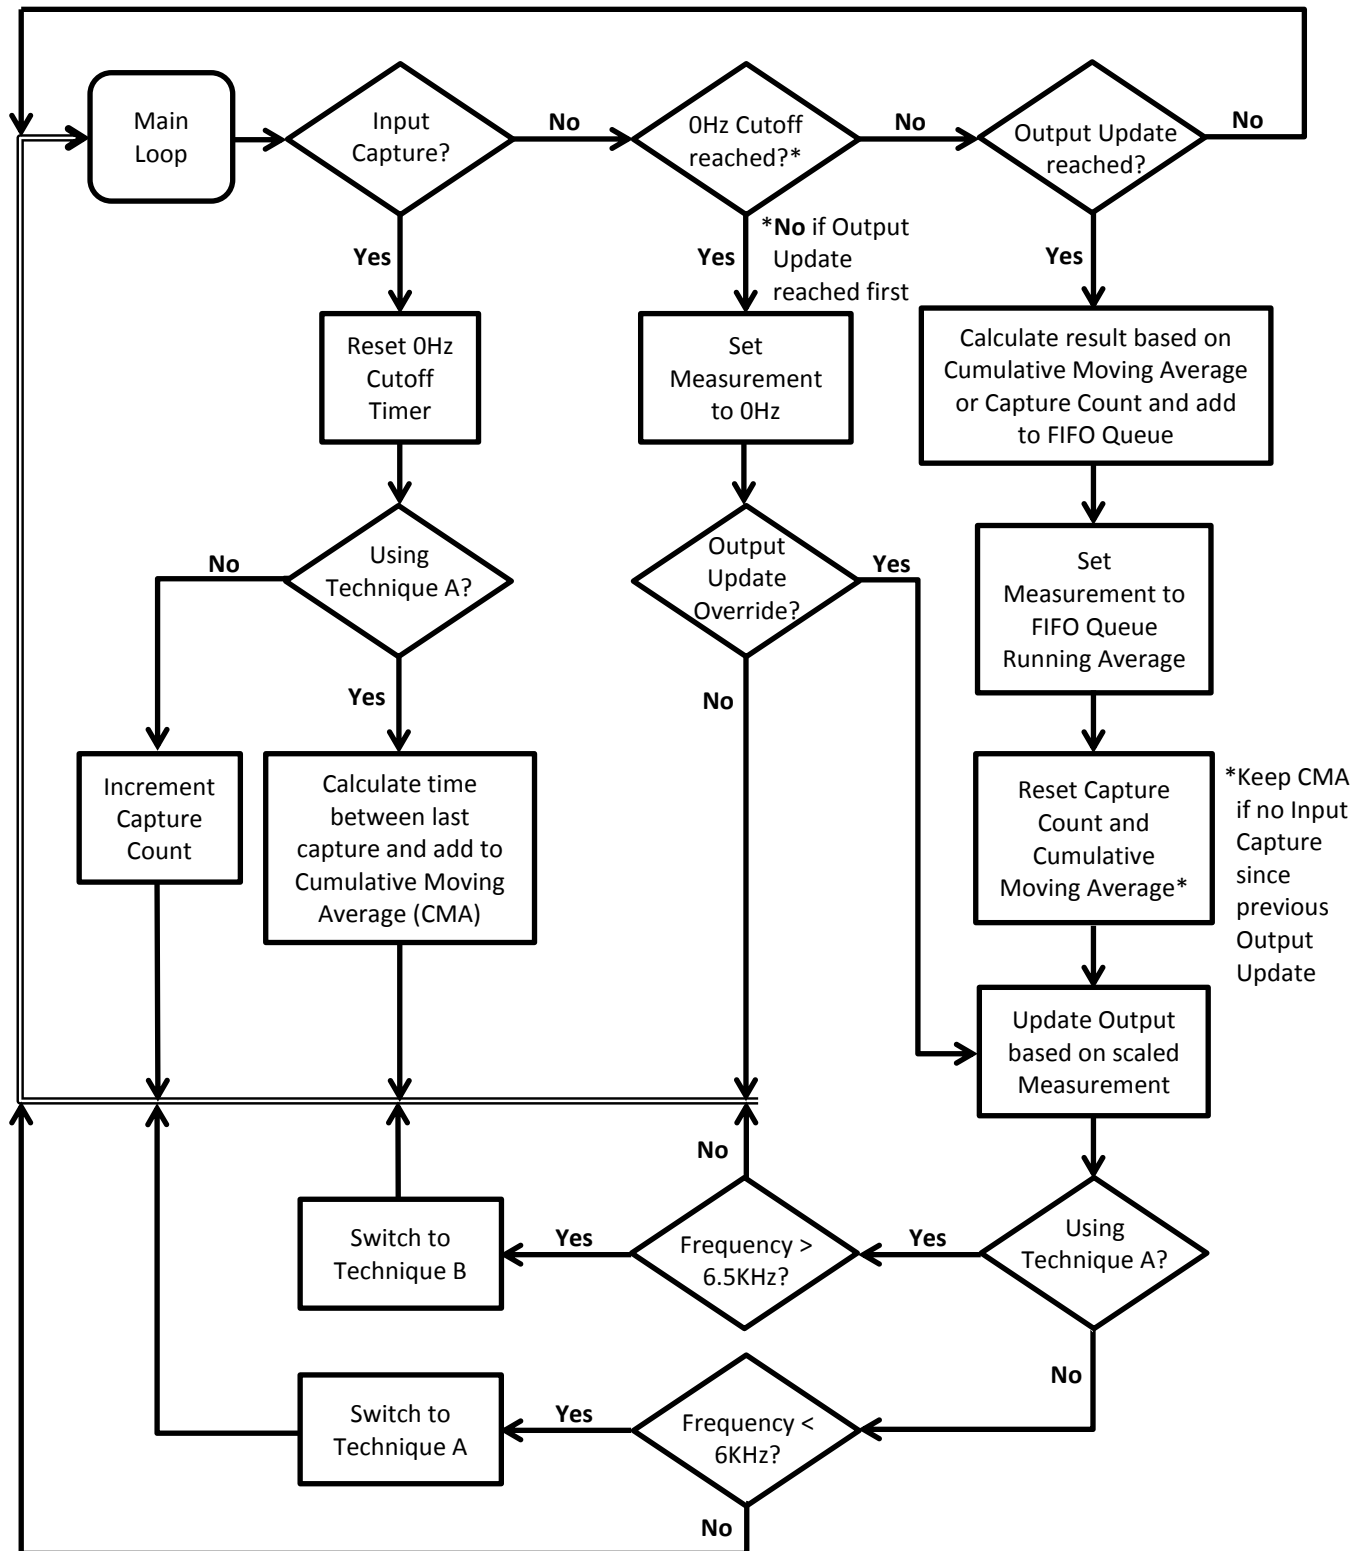 Main
Loop
Input
Capture?
No
0Hz Cutoff
reached?*
No
Output Update
reached?
No
Yes
Yes
*No if Output
Update
reached first
Yes
Reset 0Hz
Cutoff
Timer
Set
Measurement
to 0Hz
Calculate result based on
Cumulative Moving Average
or Capture Count and add
to FIFO Queue
No
Using
Technique A?
Output
Update
Override?
Yes
Set
Measurement to
FIFO Queue
Running Average
Yes
No
Increment
Capture
Count
Calculate time
between last
capture and add to
Cumulative Moving
Average (CMA)
Reset Capture
Count and
Cumulative
Moving Average*
*Keep CMA
if no Input
Capture
since
previous
Output
Update
Update Output
based on scaled
Measurement
No
Switch to
Technique B
Yes
Frequency >
6.5KHz?
Yes
Using
Technique A?
No
Switch to
Technique A
Yes
Frequency <
6KHz?
No